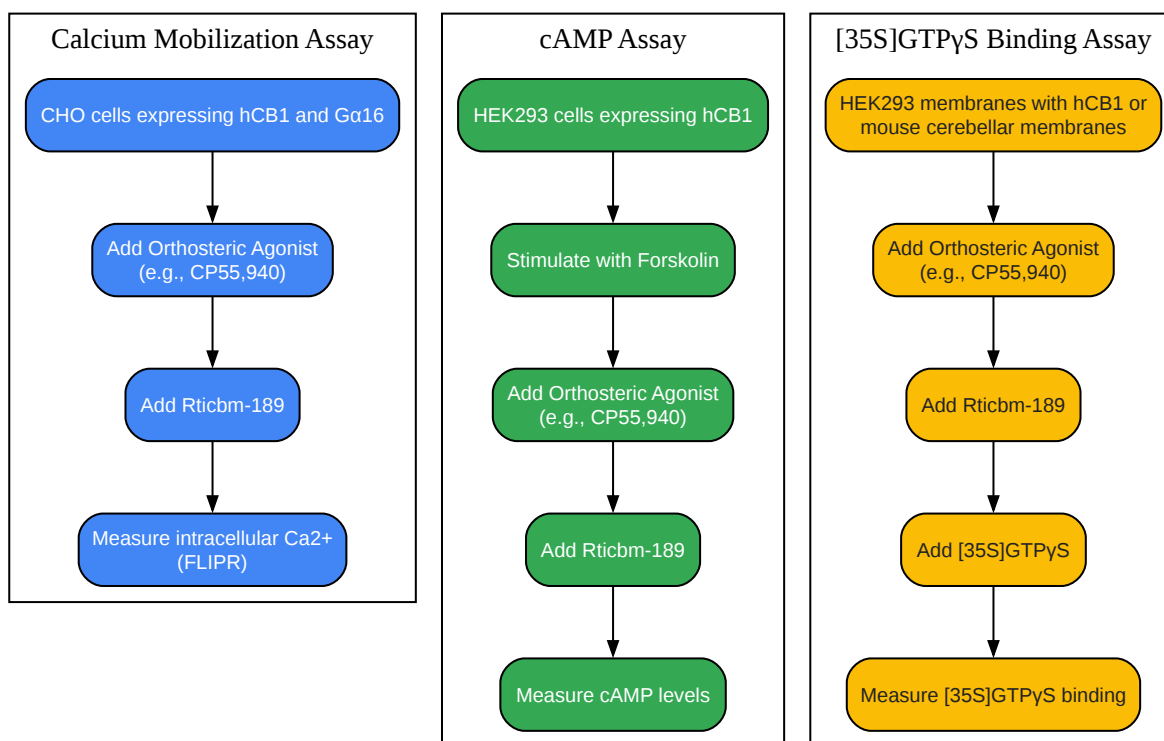 Calcium Mobilization Assay
CHO cells expressing hCB1 and Gα16
Add Orthosteric Agonist
(e.g., CP55,940)
Add Rticbm-189
Measure intracellular Ca2+
(FLIPR)
cAMP Assay
HEK293 cells expressing hCB1
Stimulate with Forskolin
Add Orthosteric Agonist
(e.g., CP55,940)
Add Rticbm-189
Measure cAMP levels
[35S]GTPγS Binding Assay
HEK293 membranes with hCB1 or
mouse cerebellar membranes
Add Orthosteric Agonist
(e.g., CP55,940)
Add Rticbm-189
Add [35S]GTPγS
Measure [35S]GTPγS binding